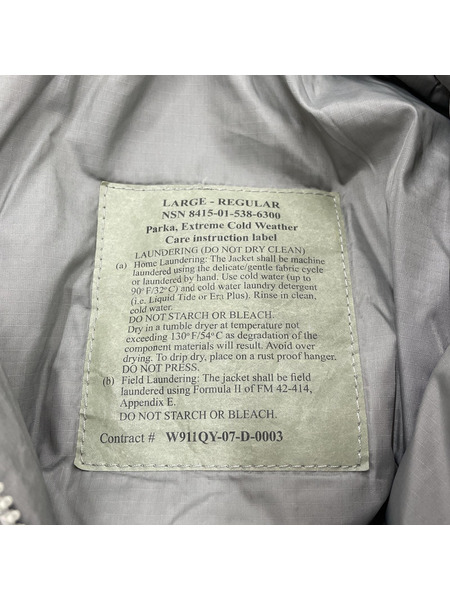 LARGE - REGULAR
NSN 8415-01-538-6300
Parka, Extreme Cold Weather
Care instruction label
LAUNDERING (DO NOT DRY CLEAN)
(a) Home Laundering: The Jacket shall be machine
laundered using the delicate/gentle fabric cycle
or laundered by hand. Use cold water (up to
90°F/32°C) and cold water laundry detergent
(i.e. Liquid Tide or Era Plus). Rinse in clean,
cold water.
DO NOT STARCH OR BLEACH.
Dry in a tumble dryer at temperature not
exceeding 130°F/54°C as degradation of the
component materials will result. Avoid over
drying. To drip dry, place on a rust proof hanger.
DO NOT PRESS.
(b) Field Laundering: The jacket shall be field
laundered using Formula II of FM 42-414,
Appendix E.
DO NOT STARCH OR BLEACH.
Contract # W911QY-07-D-0003